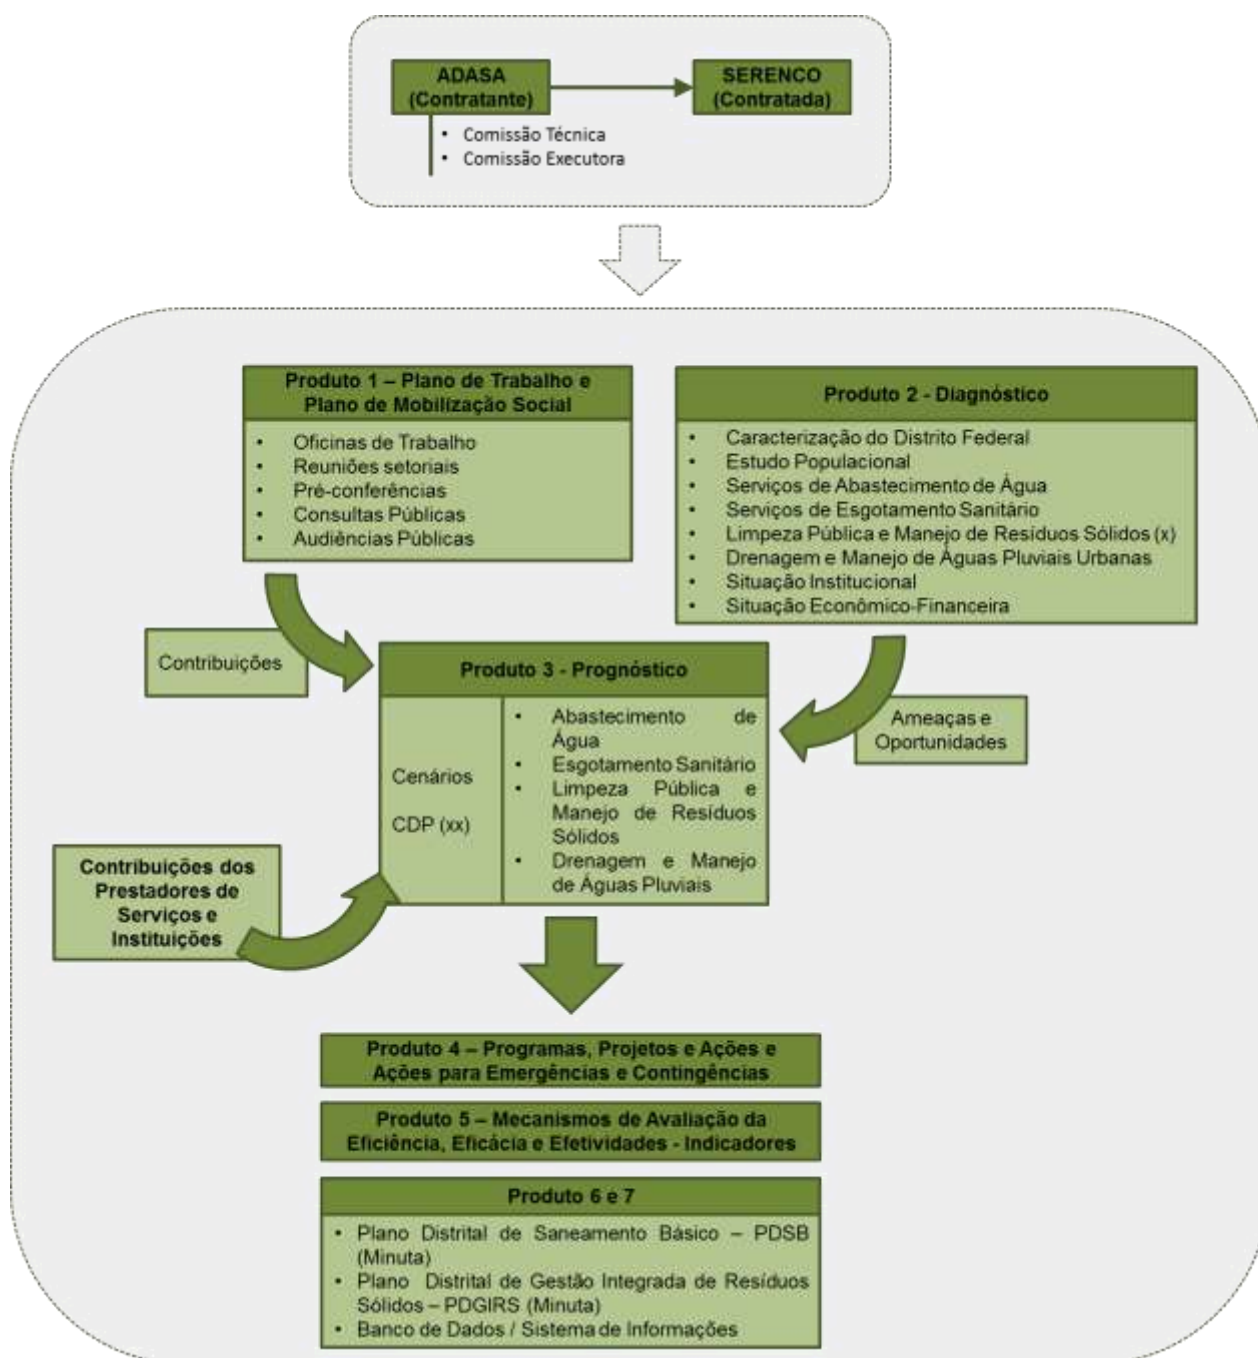 ADASA
(Contratante)
SERENCO
(Contratada)
• Comissão Técnica
• Comissão Executora
Produto 1 – Plano de Trabalho e
Plano de Mobilização Social
• Oficinas de Trabalho
• Reuniões setoriais
• Pré-conferências
• Consultas Públicas
• Audiências Públicas
Produto 2 - Diagnóstico
• Caracterização do Distrito Federal
• Estudo Populacional
• Serviços de Abastecimento de Água
• Serviços de Esgotamento Sanitário
• Limpeza Pública e Manejo de Resíduos Sólidos (x)
• Drenagem e Manejo de Águas Pluviais Urbanas
• Situação Institucional
• Situação Econômico-Financeira
Contribuições
Produto 3 - Prognóstico
Cenários
CDP (xx)
• Abastecimento de
Água
• Esgotamento Sanitário
• Limpeza Pública e
Manejo de Resíduos
Sólidos
• Drenagem e Manejo
de Águas Pluviais
Ameaças e
Oportunidades
Contribuições dos
Prestadores de
Serviços e
Instituições
Produto 4 – Programas, Projetos e Ações e
Ações para Emergências e Contingências
Produto 5 – Mecanismos de Avaliação da
Eficiência, Eficácia e Efetividades - Indicadores
Produto 6 e 7
• Plano Distrital de Saneamento Básico – PDSB
(Minuta)
• Plano Distrital de Gestão Integrada de Resíduos
Sólidos – PDGIRS (Minuta)
• Banco de Dados / Sistema de Informações